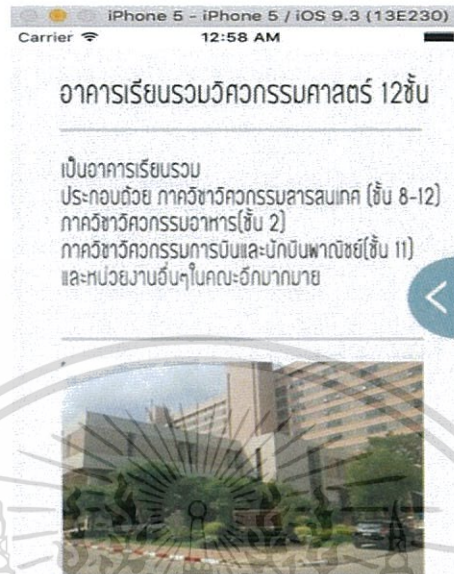 iPhone 5 - iPhone 5 / iOS 9.3 (13E230)
Carrier 12:58 AM
อาคารเรียนรวมวิศวกรรมศาสตร์ 12ชั้น
เป็นอาคารเรียนรวม
ประกอบด้วย ภาควิชาวิศวกรรมสารสนเทศ (ชั้น 8-12)
ภาควิชาวิศวกรรมอาหาร(ชั้น 2)
ภาควิชาวิศวกรรมการบินและนักบินพาณิชย์(ชั้น 11)
และหน่วยงานอื่นๆในคณะอีกมากมาย